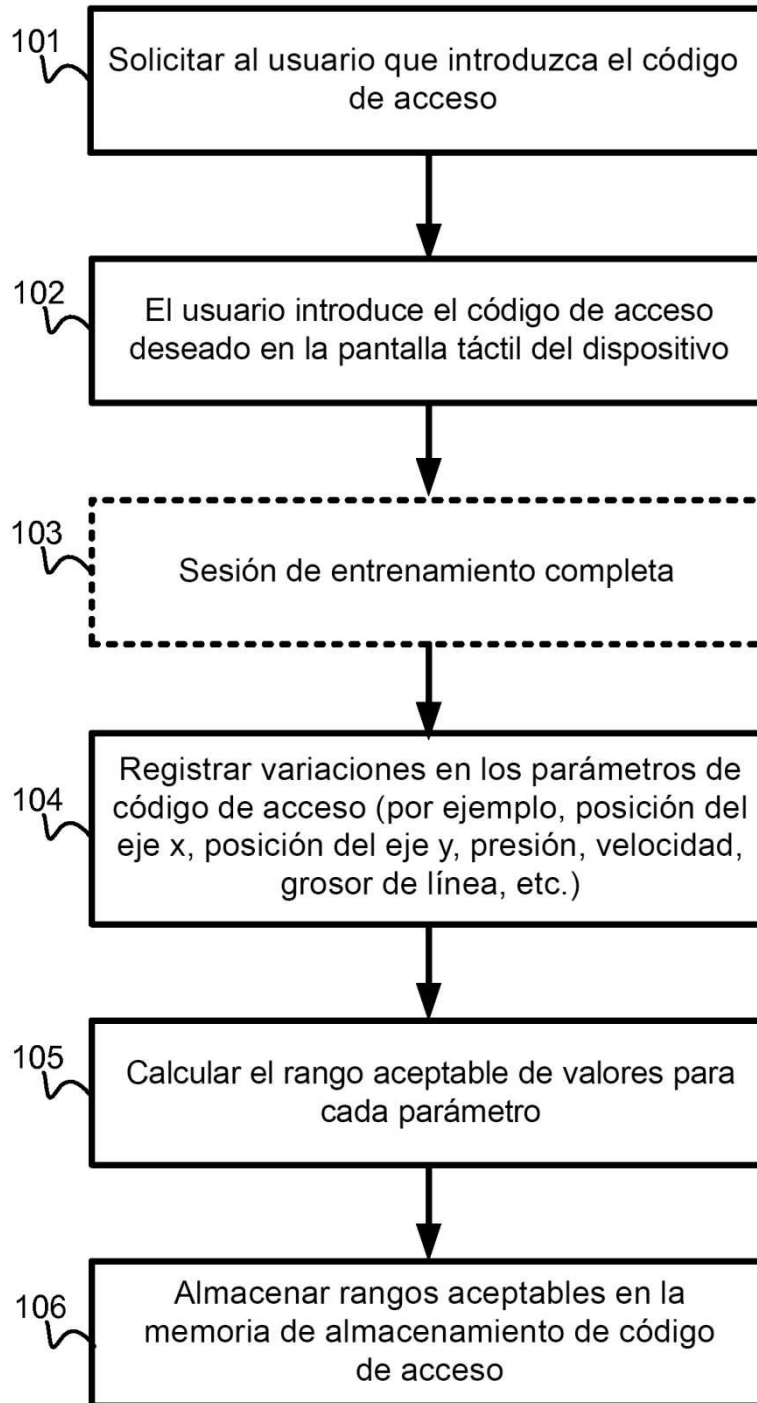 101
Solicitar al usuario que introduzca el código
de acceso
102
El usuario introduce el código de acceso
deseado en la pantalla táctil del dispositivo
103
Sesión de entrenamiento completa
104
Registrar variaciones en los parámetros de
código de acceso (por ejemplo, posición del
eje x, posición del eje y, presión, velocidad,
grosor de línea, etc.)
105
Calcular el rango aceptable de valores para
cada parámetro
106
Almacenar rangos aceptables en la
memoria de almacenamiento de código
de acceso